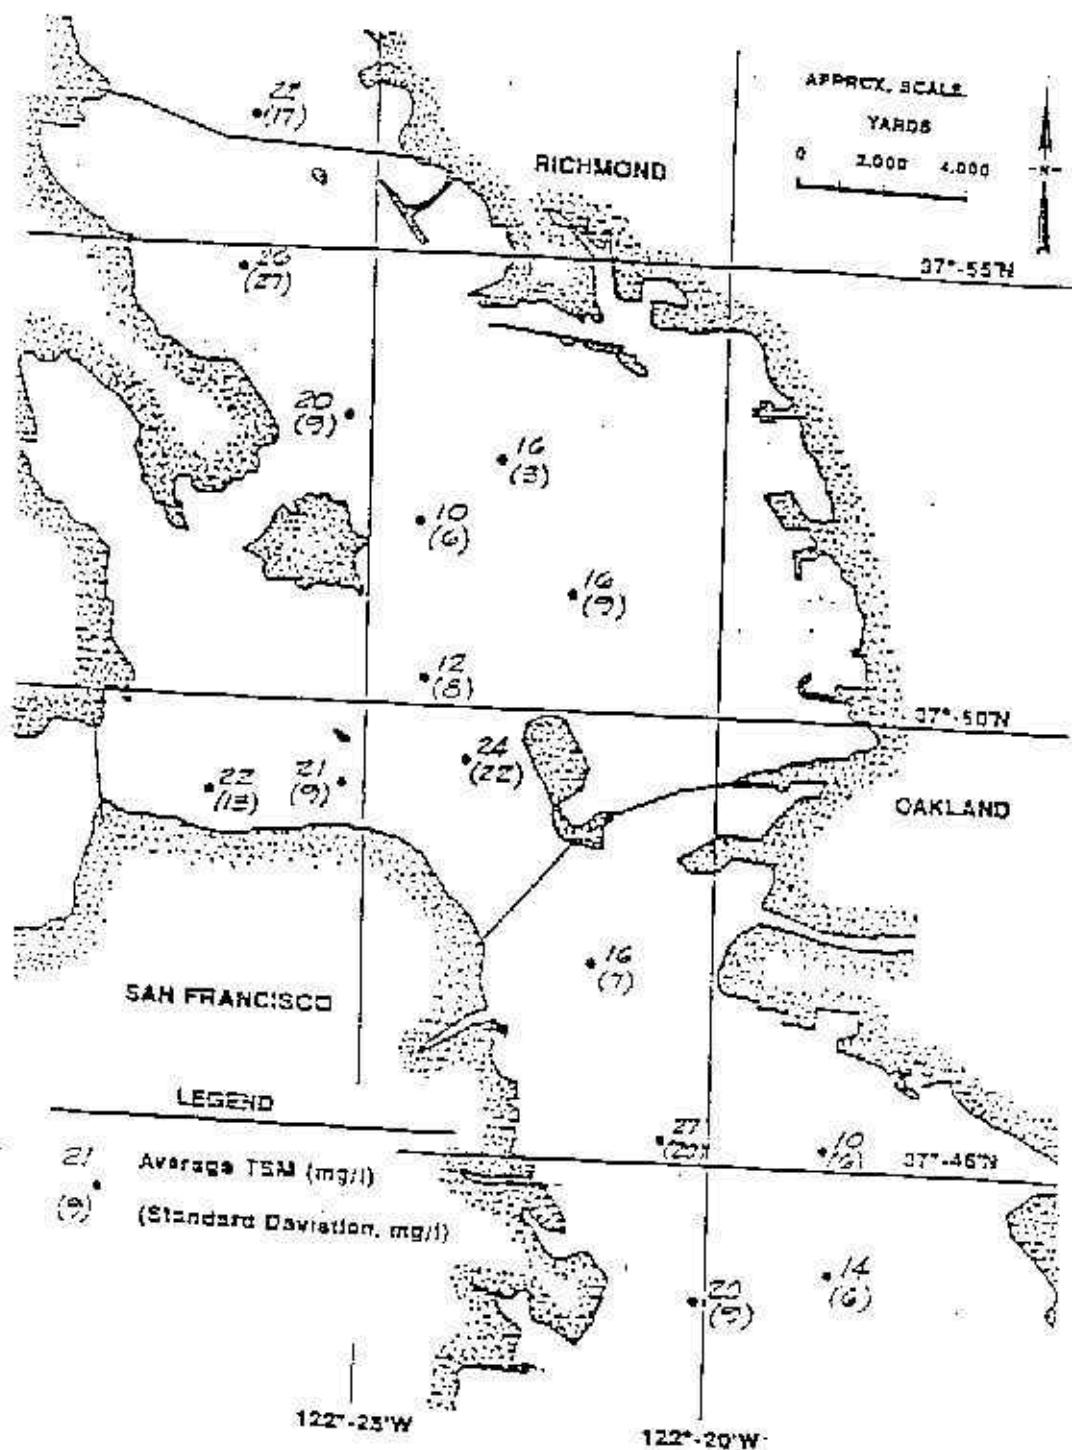 APPROX. SCALE
YARDS
0 2,000 4,000
N
(17)
RICHMOND
37°-55'N
26
(27)
20
(9)
16
(3)
10
(6)
16
(9)
12
(8)
37°-50'N
24
(22)
22
(13)
21
(9)
OAKLAND
16
(7)
SAN FRANCISCO
LEGEND
21 Average TSM (mg/l)
(9) (Standard Deviation, mg/l)
27
10
(6)
37°-45'N
14
(6)
(9)
122°-25'W
122°-20'W